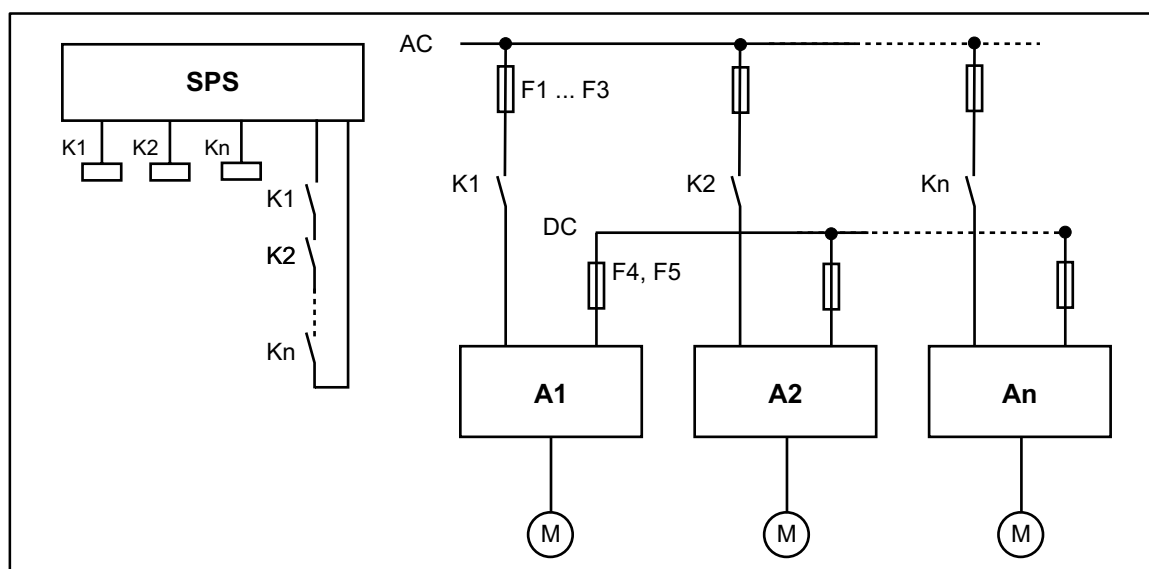 AC
SPS
F1 ... F3
K1 K2 Kn
K1 K2 Kn
K1
DC
K2
F4, F5
Kn
A1 A2 An
M M M